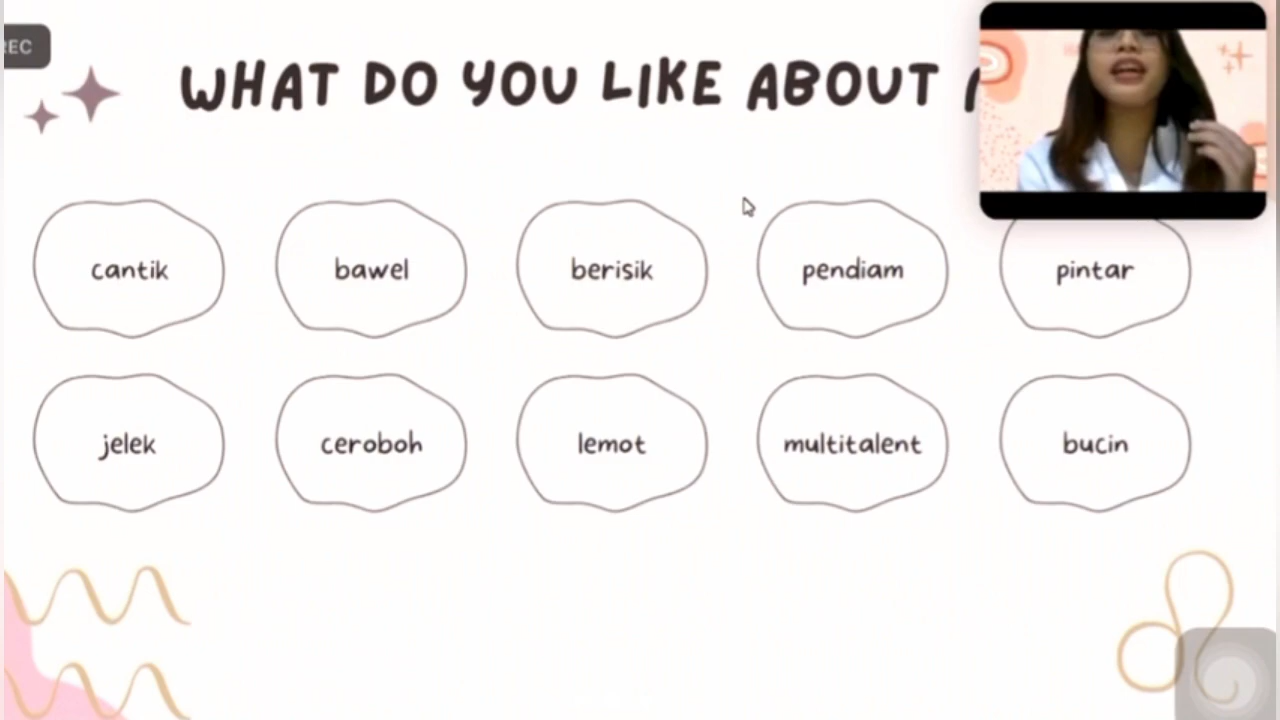 REC
WHAT DO YOU LIKE ABOUT
cantik bawel berisik pendiam pintar
jelek ceroboh lemot multitalent bucin